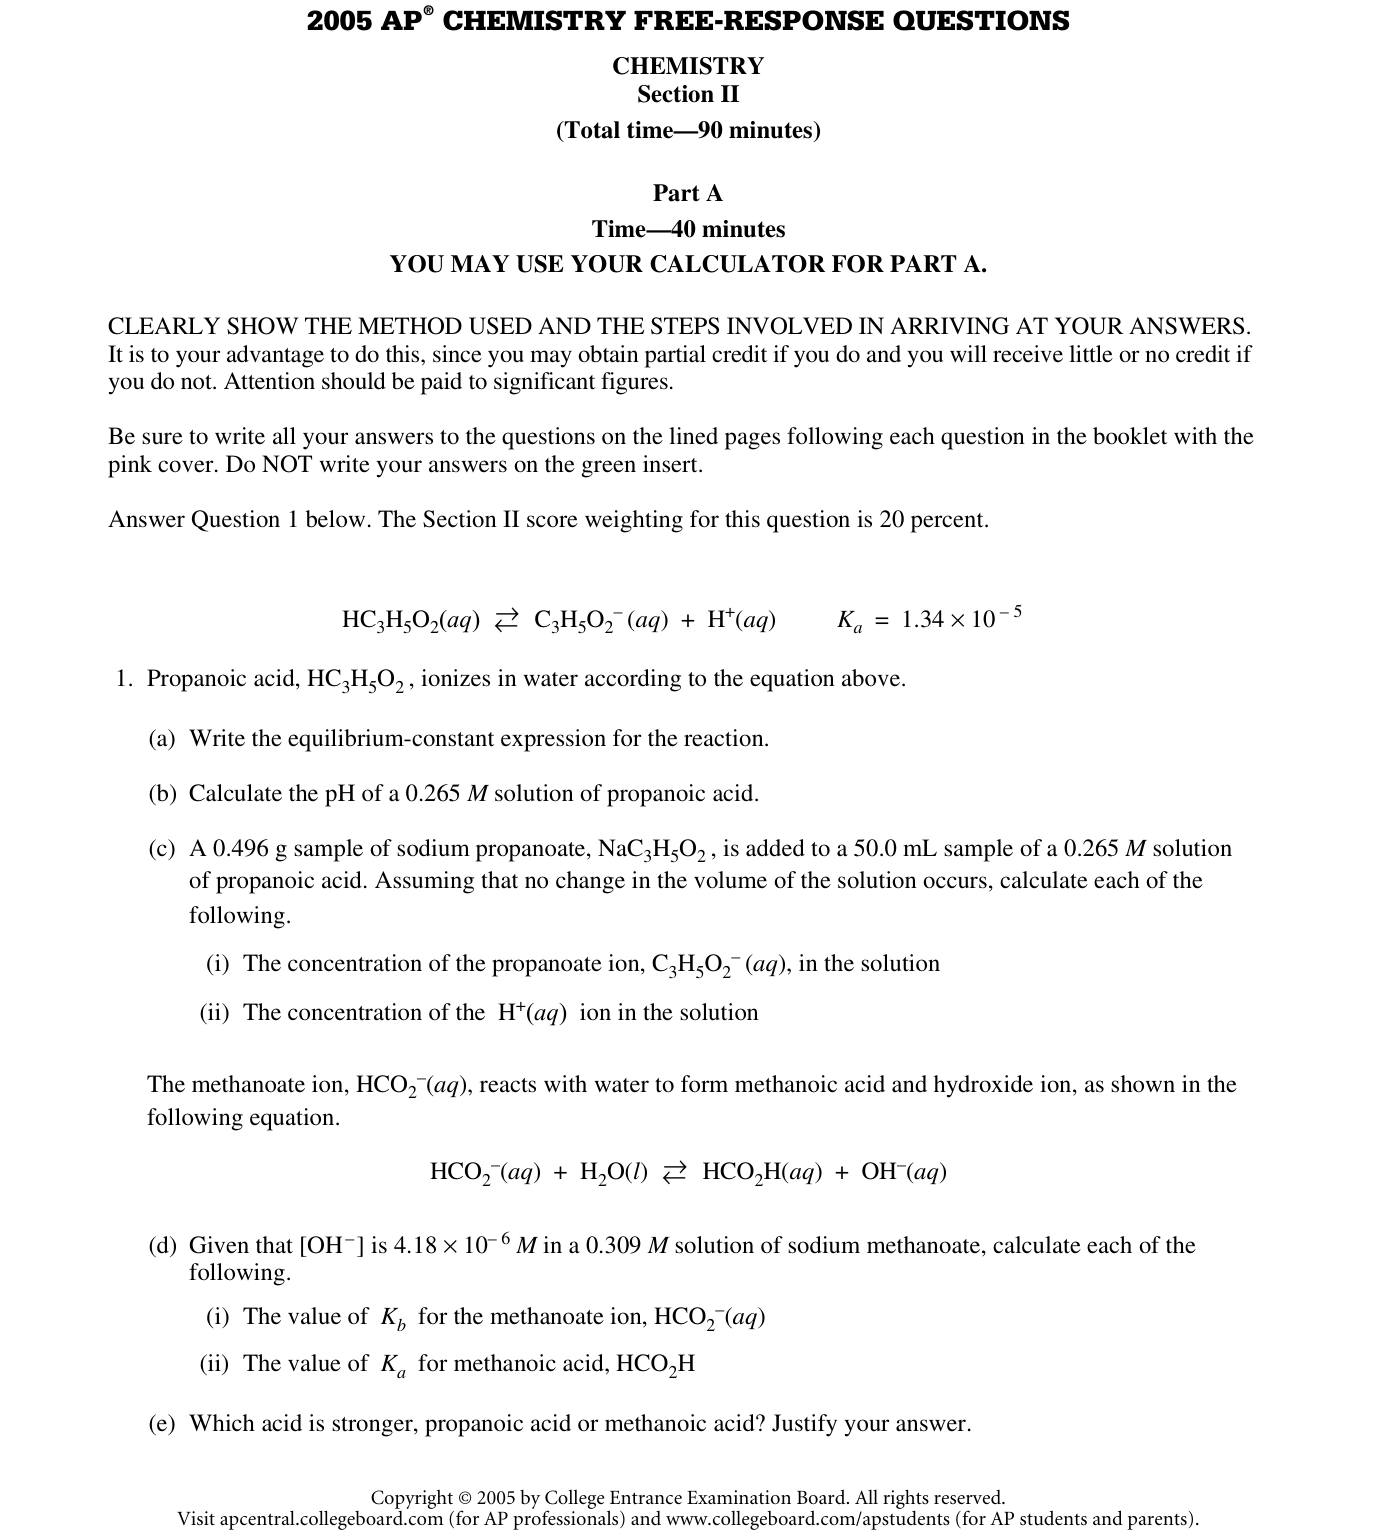 2005 AP® CHEMISTRY FREE-RESPONSE QUESTIONS
CHEMISTRY
Section II
(Total time—90 minutes)
Part A
Time—40 minutes
YOU MAY USE YOUR CALCULATOR FOR PART A.
CLEARLY SHOW THE METHOD USED AND THE STEPS INVOLVED IN ARRIVING AT YOUR ANSWERS.
It is to your advantage to do this, since you may obtain partial credit if you do and you will receive little or no credit if
you do not. Attention should be paid to significant figures.
Be sure to write all your answers to the questions on the lined pages following each question in the booklet with the
pink cover. Do NOT write your answers on the green insert.
Answer Question 1 below. The Section II score weighting for this question is 20 percent.
HC₃H₅O₂(aq) ⇄ C₃H₅O₂⁻(aq) + H⁺(aq) Kₐ = 1.34 × 10⁻⁵
1. Propanoic acid, HC₃H₅O₂, ionizes in water according to the equation above.
(a) Write the equilibrium-constant expression for the reaction.
(b) Calculate the pH of a 0.265 M solution of propanoic acid.
(c) A 0.496 g sample of sodium propanoate, NaC₃H₅O₂, is added to a 50.0 mL sample of a 0.265 M solution
of propanoic acid. Assuming that no change in the volume of the solution occurs, calculate each of the
following.
(i) The concentration of the propanoate ion, C₃H₅O₂⁻(aq), in the solution
(ii) The concentration of the H⁺(aq) ion in the solution
The methanoate ion, HCO₂⁻(aq), reacts with water to form methanoic acid and hydroxide ion, as shown in the
following equation.
HCO₂⁻(aq) + H₂O(l) ⇄ HCO₂H(aq) + OH⁻(aq)
(d) Given that [OH⁻] is 4.18 × 10⁻⁶ M in a 0.309 M solution of sodium methanoate, calculate each of the
following.
(i) The value of K_b for the methanoate ion, HCO₂⁻(aq)
(ii) The value of Kₐ for methanoic acid, HCO₂H
(e) Which acid is stronger, propanoic acid or methanoic acid? Justify your answer.
Copyright © 2005 by College Entrance Examination Board. All rights reserved.
Visit apcentral.collegeboard.com (for AP professionals) and www.collegeboard.com/apstudents (for AP students and parents).